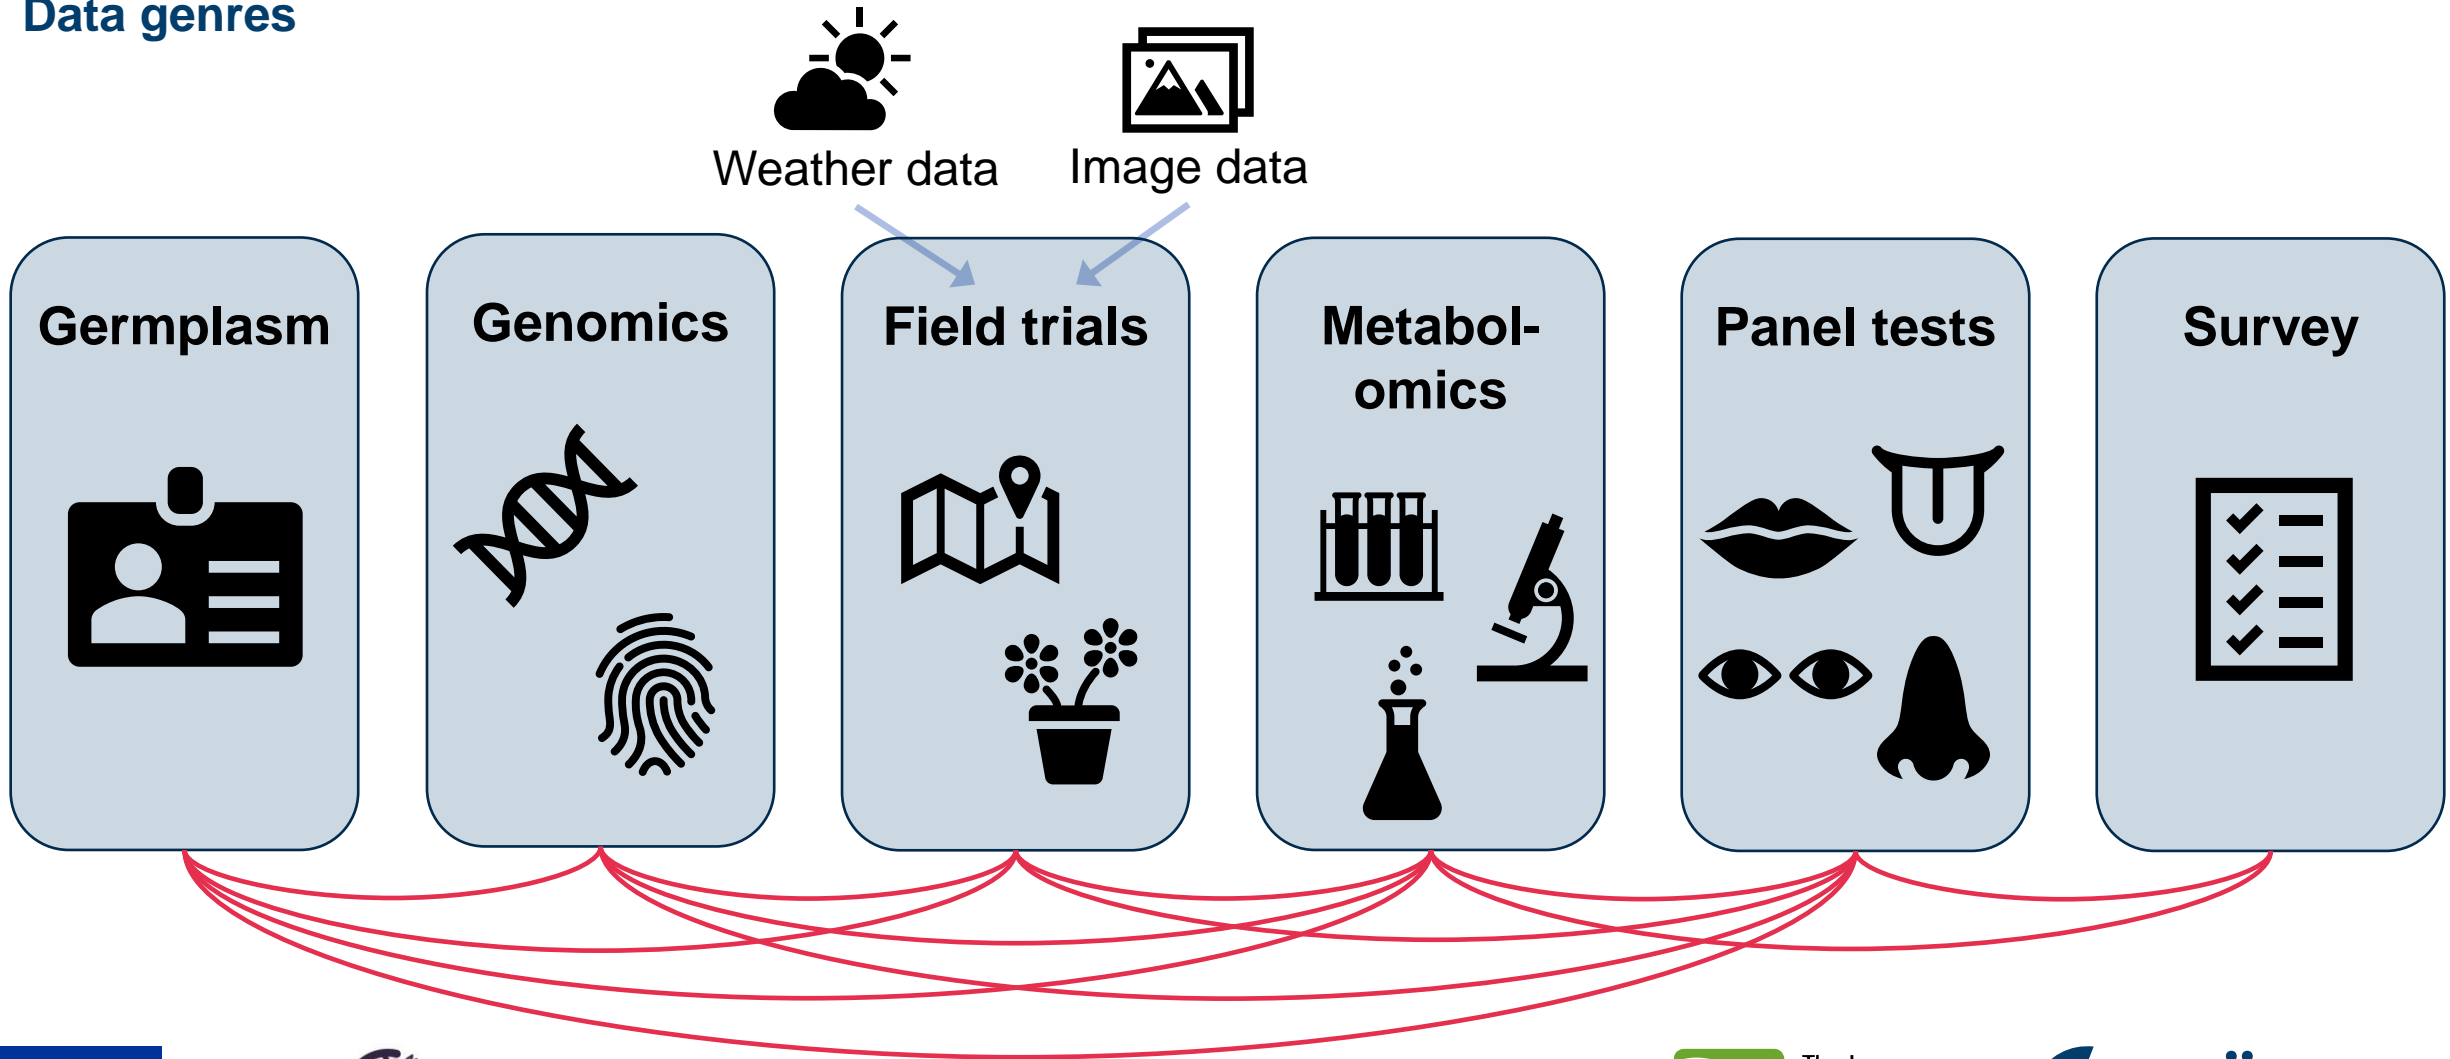 Data genres
Weather data
Image data
Germplasm
Genomics
Field trials
Metabol-
omics
Panel tests
Survey